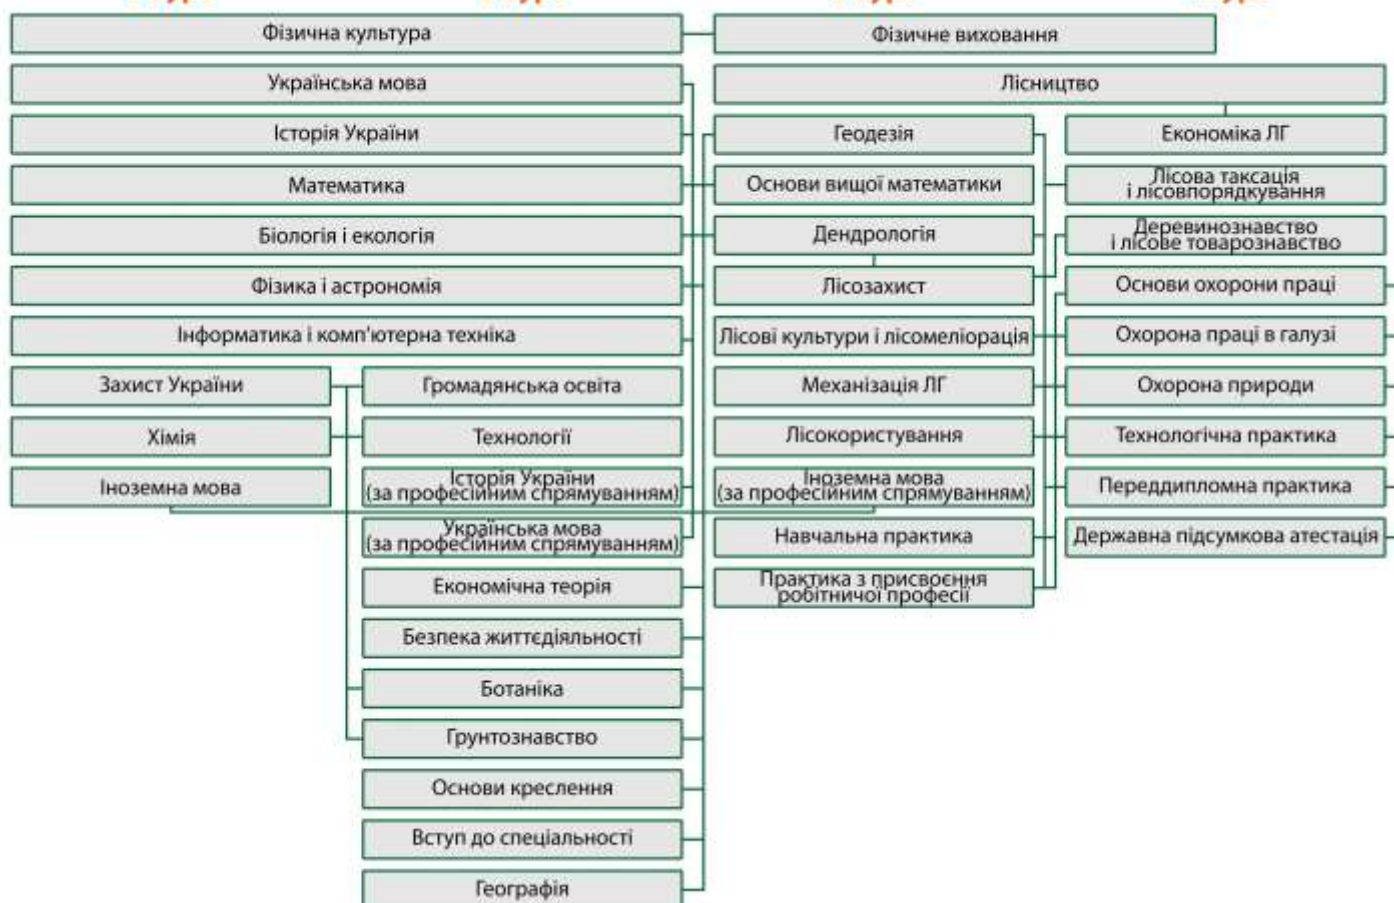 Фізична культура
Фізичне виховання
Українська мова
Лісництво
Історія України
Геодезія
Економіка ЛГ
Математика
Основи вищої математики
Лісова таксація
і лісовпорядкування
Біологія і екологія
Дендрологія
Деревинознавство
і лісове товарознавство
Фізика і астрономія
Лісозахист
Основи охорони праці
Інформатика і комп'ютерна техніка
Лісові культури і лісомеліорація
Охорона праці в галузі
Захист України
Громадянська освіта
Механізація ЛГ
Охорона природи
Хімія
Технології
Лісокористування
Технологічна практика
Іноземна мова
Історія України
(за професійним спрямуванням)
Іноземна мова
(за професійним спрямуванням)
Переддипломна практика
Українська мова
(за професійним спрямуванням)
Навчальна практика
Державна підсумкова атестація
Економічна теорія
Практика з присвоєння
робітничої професії
Безпека життєдіяльності
Ботаніка
Грунтознавство
Основи креслення
Вступ до спеціальності
Географія